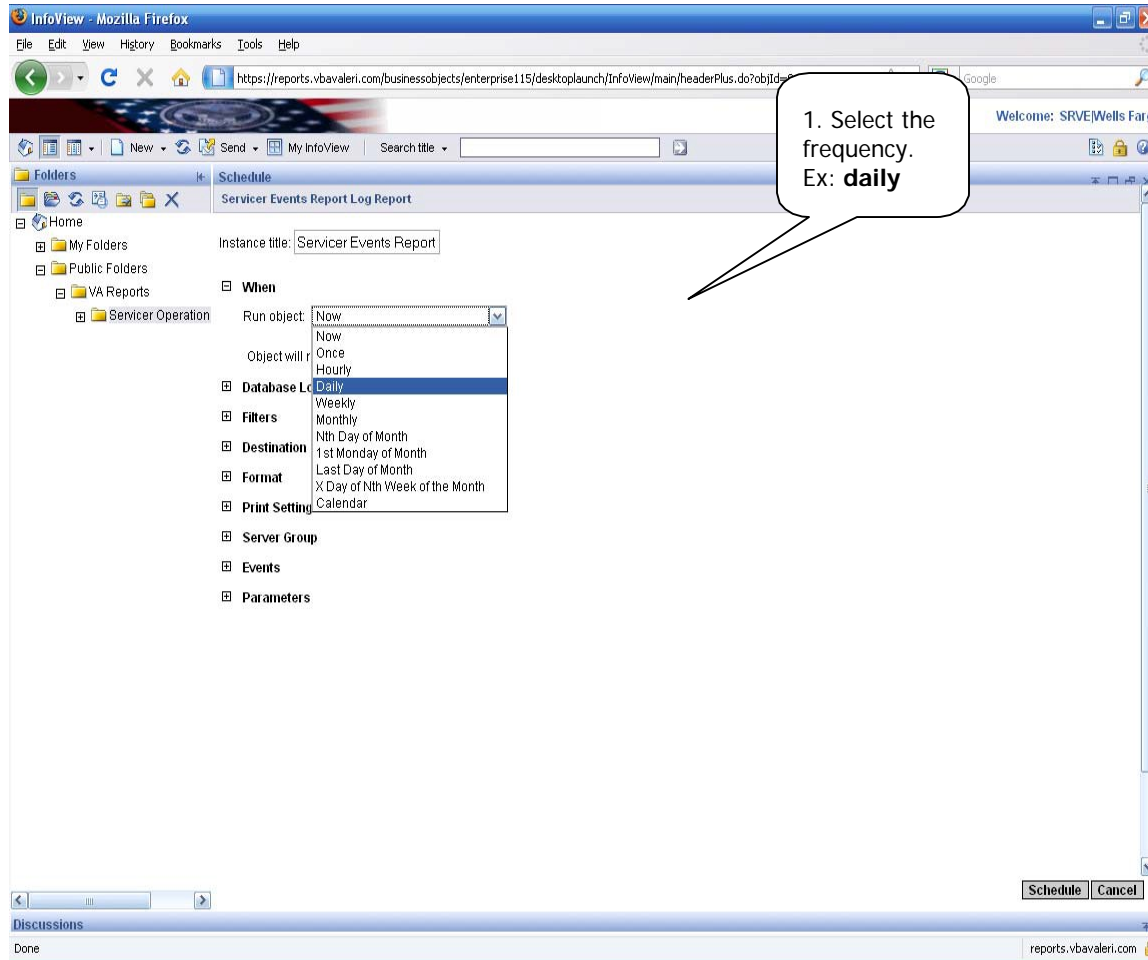 InfoView - Mozilla Firefox
File Edit View History Bookmarks Tools Help
https://reports.vbavaleri.com/businessobjects/enterprise115/desktoplaunch/InfoView/main/headerPlus.do?objId=
Google
1. Select the
frequency.
Ex: daily
Welcome: SRVE|Wells Far
New Send My InfoView Search title
Folders
Schedule
Servicer Events Report Log Report
Home
My Folders
Public Folders
VA Reports
Servicer Operation
Instance title: Servicer Events Report
When
Run object: Now
Now
Once
Object will r
Hourly
Database Lo
Daily
Weekly
Filters
Monthly
Nth Day of Month
Destination
1st Monday of Month
Last Day of Month
Format
X Day of Nth Week of the Month
Print Setting
Calendar
Server Group
Events
Parameters
Schedule Cancel
Discussions
Done
reports.vbavaleri.com